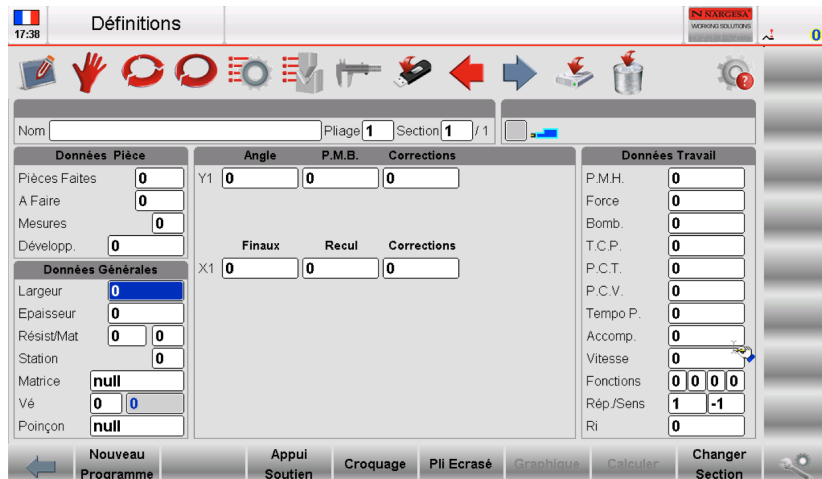 17:38
Définitions
NARGESA
WORKING SOLUTIONS
0
Nom
Pliage 1 Section 1 / 1
Données Pièce
Pièces Faites 0
A Faire 0
Mesures 0
Développ. 0
Données Générales
Largeur 0
Epaisseur 0
Résist/Mat 0 0
Station 0
Matrice null
Vé 0 0
Poinçon null
Angle P.M.B. Corrections
Y1 0 0 0
Finaux Recul Corrections
X1 0 0 0
Données Travail
P.M.H. 0
Force 0
Bomb. 0
T.C.P. 0
P.C.T. 0
P.C.V. 0
Tempo P. 0
Accomp. 0
Vitesse 0
Fonctions 0 0 0 0
Rép./Sens 1 -1
Ri 0
Nouveau
Programme
Appui
Soutien
Croquage
Pli Ecrasé
Graphique
Calculer
Changer
Section